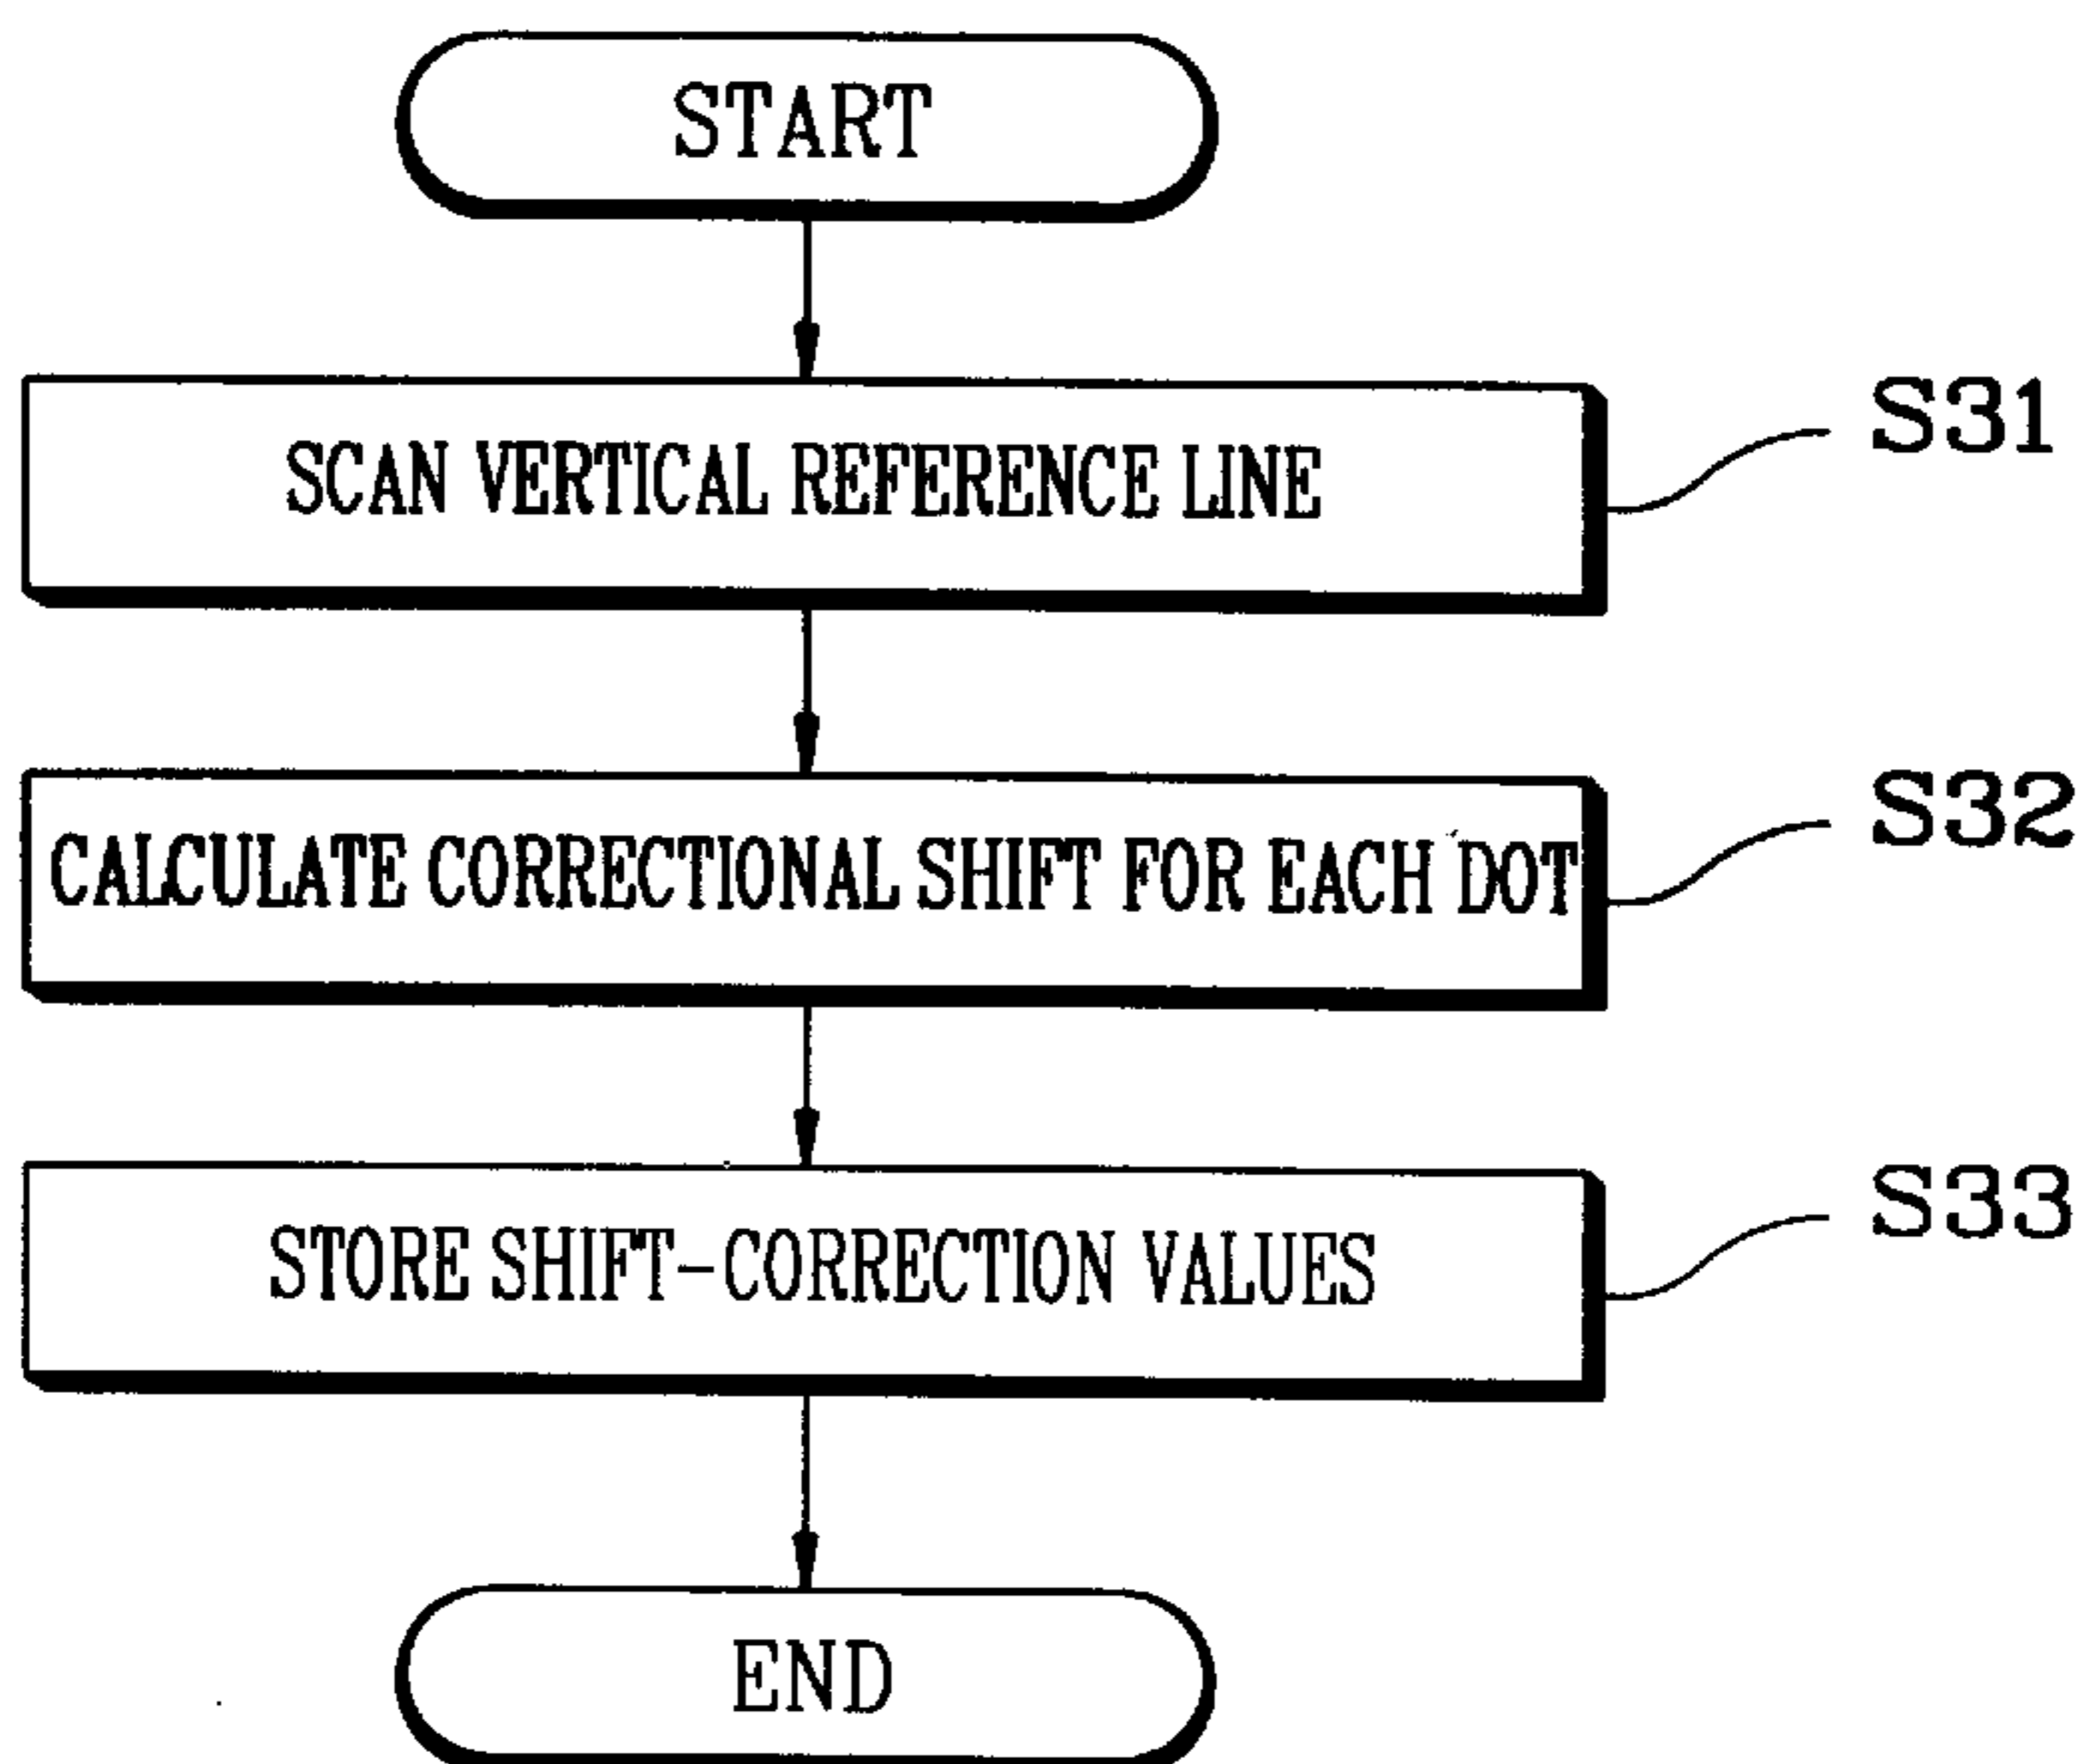 START
SCAN VERTICAL REFERENCE LINE
S31
CALCULATE CORRECTIONAL SHIFT FOR EACH DOT
S32
STORE SHIFT-CORRECTION VALUES
S33
END